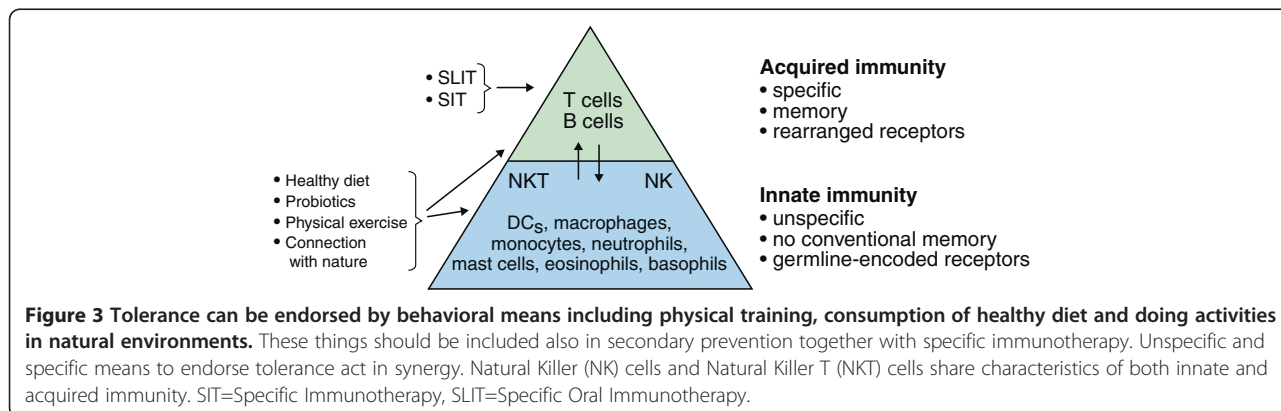 • SLIT
• SIT
T cells
B cells
Acquired immunity
• specific
• memory
• rearranged receptors
• Healthy diet
• Probiotics
• Physical exercise
• Connection
with nature
NKT NK
DCs, macrophages,
monocytes, neutrophils,
mast cells, eosinophils, basophils
Innate immunity
• unspecific
• no conventional memory
• germline-encoded receptors
Figure 3 Tolerance can be endorsed by behavioral means including physical training, consumption of healthy diet and doing activities
in natural environments. These things should be included also in secondary prevention together with specific immunotherapy. Unspecific and
specific means to endorse tolerance act in synergy. Natural Killer (NK) cells and Natural Killer T (NKT) cells share characteristics of both innate and
acquired immunity. SIT=Specific Immunotherapy, SLIT=Specific Oral Immunotherapy.